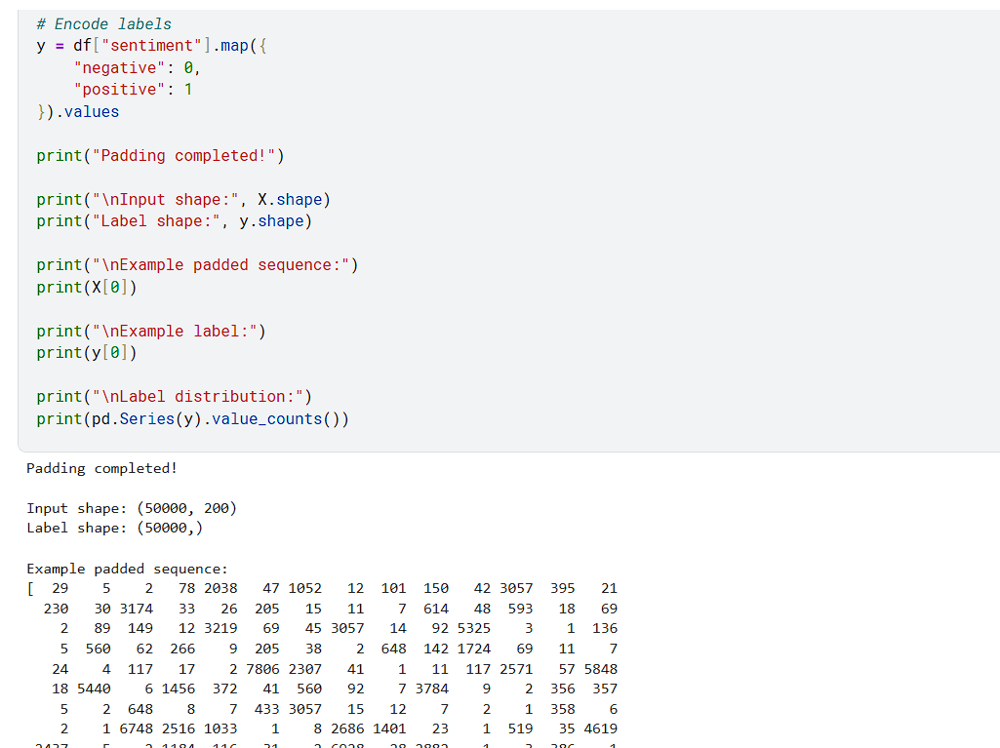 # Encode labels
y = df["sentiment"].map({
    "negative": 0,
    "positive": 1
}).values

print("Padding completed!")

print("\nInput shape:", X.shape)
print("Label shape:", y.shape)

print("\nExample padded sequence:")
print(X[0])

print("\nExample label:")
print(y[0])

print("\nLabel distribution:")
print(pd.Series(y).value_counts())

Padding completed!

Input shape: (50000, 200)
Label shape: (50000,)

Example padded sequence:
[  29    5    2   78 2038   47 1052   12  101  150   42 3057  395   21
  230   30 3174   33   26  205   15   11    7  614   48  593   18   69
    2   89  149   12 3219   69   45 3057   14   92 5325    3    1  136
    5  560   62  266    9  205   38    2  648  142 1724   69   11    7
   24    4  117   17    2 7806 2307   41    1   11  117 2571   57 5848
   18 5440    6 1456  372   41  560   92    7 3784    9    2  356  357
    5    2  648    8    7  433 3057   15   12    7    2    1  358    6
    2    1 6748 2516 1033    1    8 2686 1401   23    1  519   35 4619